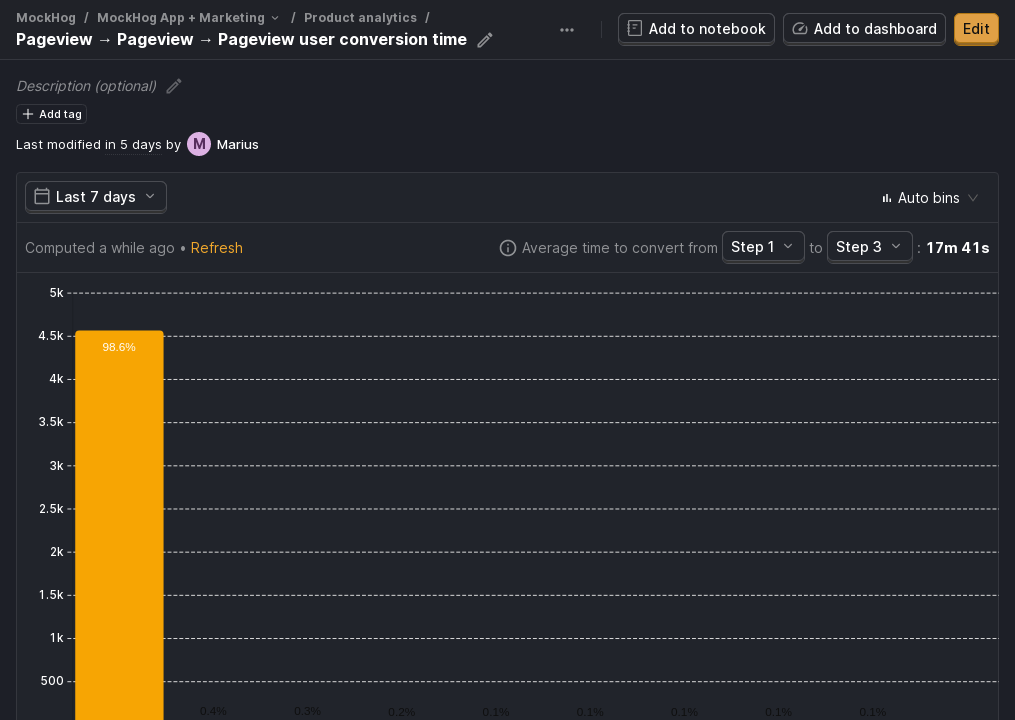 MockHog / MockHog App + Marketing / Product analytics /
Pageview → Pageview → Pageview user conversion time
Add to notebook
Add to dashboard
Edit
Description (optional)
Add tag
Last modified in 5 days by M Marius
Last 7 days
Auto bins
Computed a while ago • Refresh
Average time to convert from Step 1 to Step 3 : 17m 41s
5k
4.5k
98.6%
4k
3.5k
3k
2.5k
2k
1.5k
1k
500
0.4% 0.3% 0.2% 0.1% 0.1% 0.1% 0.1% 0.1%